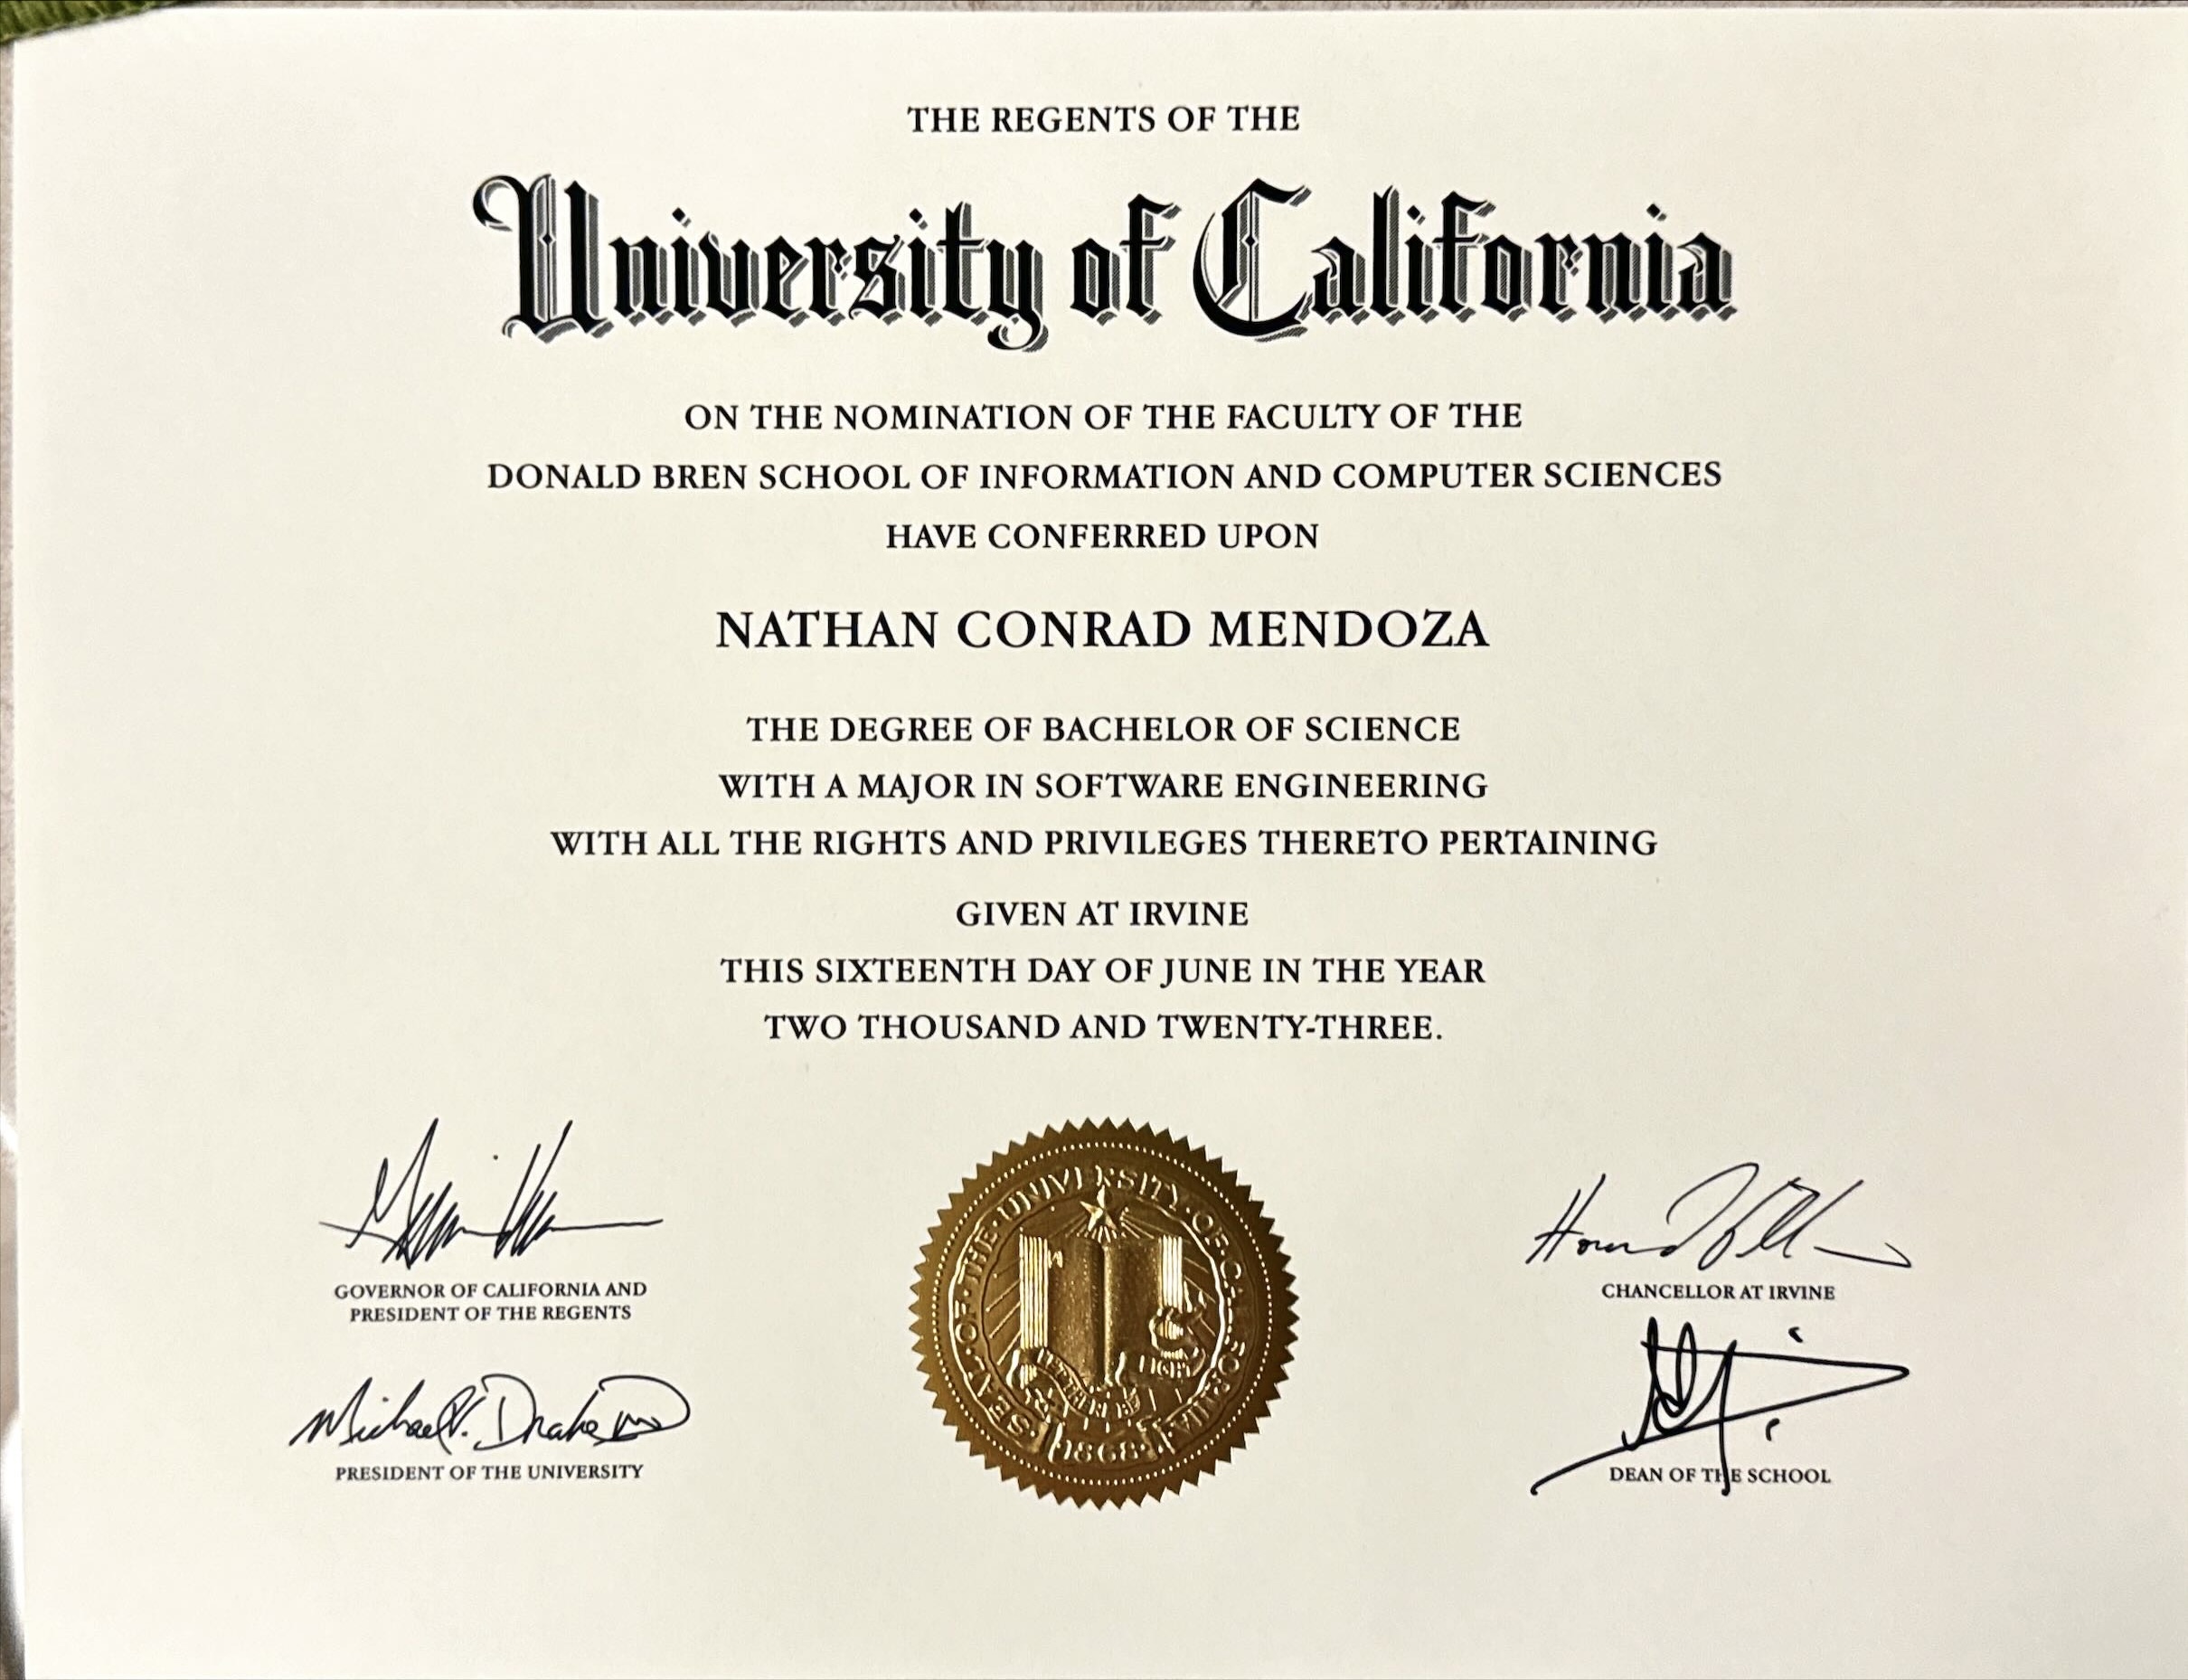 THE REGENTS OF THE
University of California
ON THE NOMINATION OF THE FACULTY OF THE
DONALD BREN SCHOOL OF INFORMATION AND COMPUTER SCIENCES
HAVE CONFERRED UPON
NATHAN CONRAD MENDOZA
THE DEGREE OF BACHELOR OF SCIENCE
WITH A MAJOR IN SOFTWARE ENGINEERING
WITH ALL THE RIGHTS AND PRIVILEGES THERETO PERTAINING
GIVEN AT IRVINE
THIS SIXTEENTH DAY OF JUNE IN THE YEAR
TWO THOUSAND AND TWENTY-THREE.
GOVERNOR OF CALIFORNIA AND
PRESIDENT OF THE REGENTS
Michael V. Drake MD
PRESIDENT OF THE UNIVERSITY
SEAL·OF·THE·UNIVERSITY·OF·CALIFORNIA
LET THERE BE LIGHT
·1868·
CHANCELLOR AT IRVINE
DEAN OF THE SCHOOL